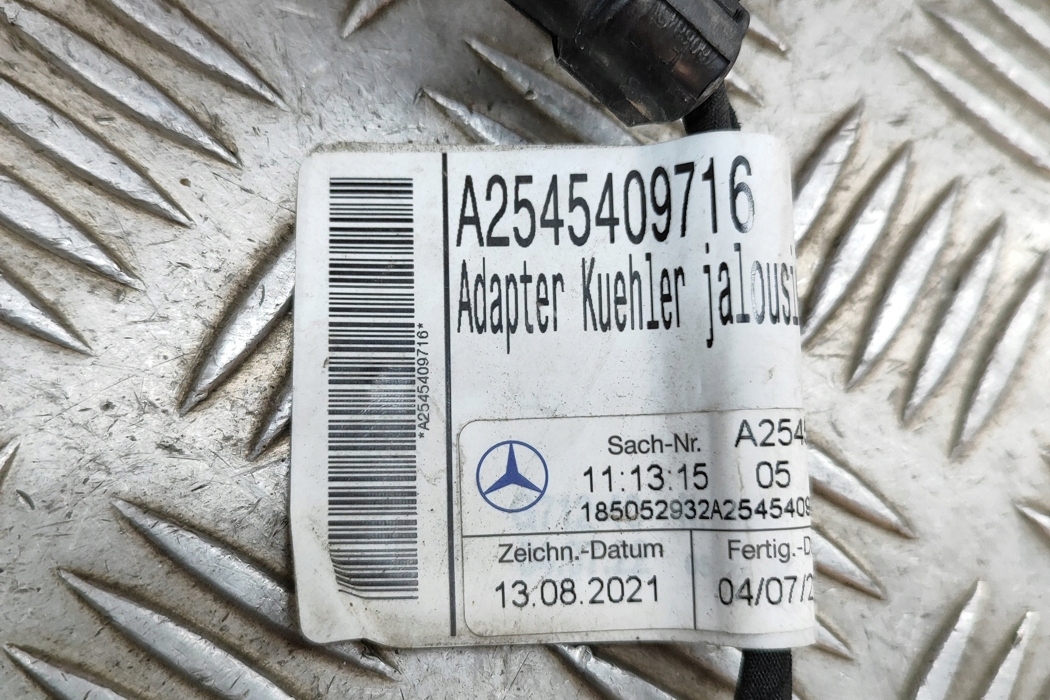 A2545409716
Adapter Kuehler jalousi
*A2545409716*
Sach-Nr. A254
11:13:15 05
185052932A2545409
Zeichn.-Datum Fertig.-D
13.08.2021 04/07/2